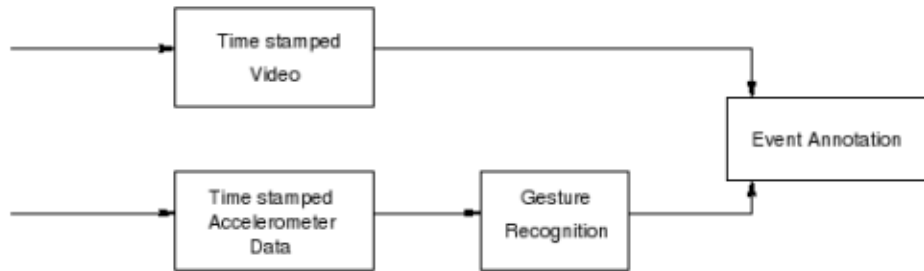 Time stamped
Video
Event Annotation
Time stamped
Accelerometer
Data
Gesture
Recognition